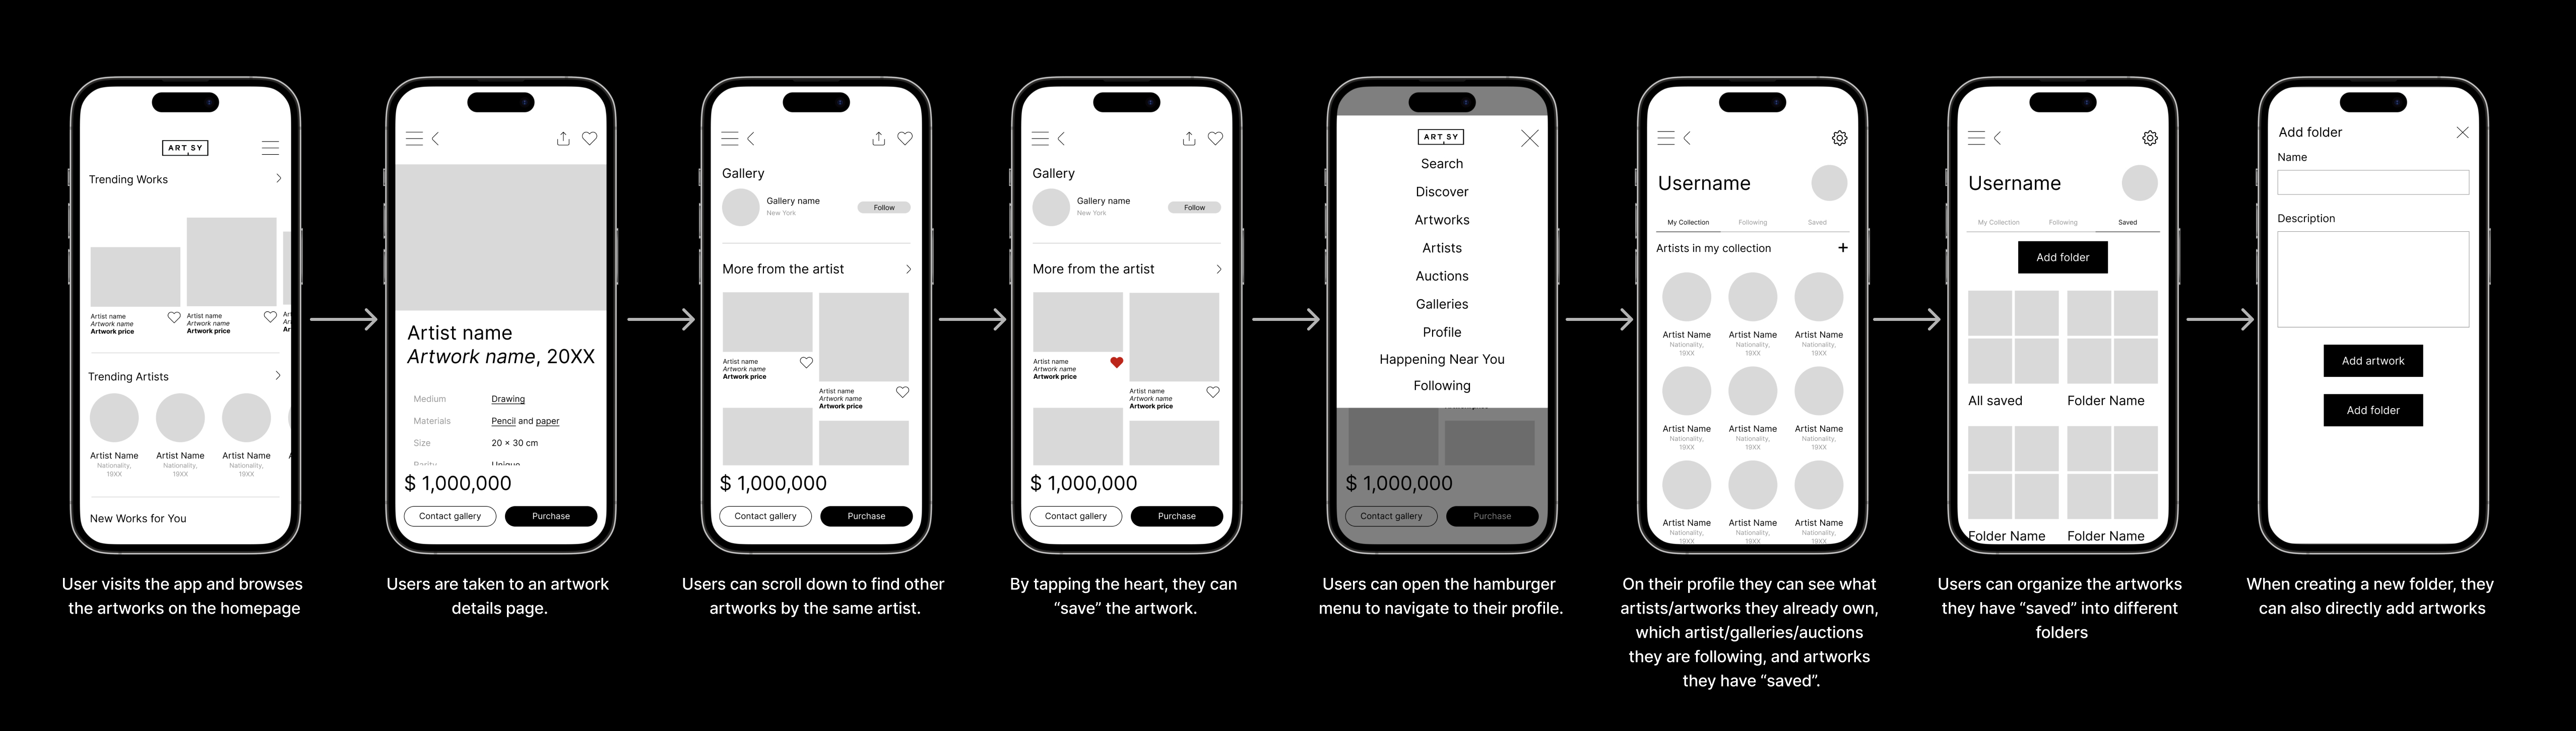 ARTSY
Trending Works
Artist name
Artwork name
Artwork price
Artist name
Artwork name
Artwork price
Trending Artists
Artist Name
Nationality,
19XX
Artist Name
Nationality,
19XX
Artist Name
Nationality,
19XX
New Works for You
User visits the app and browses
the artworks on the homepage
Artist name
Artwork name, 20XX
Medium Drawing
Materials Pencil and paper
Size 20 × 30 cm
Rarity Unique
$ 1,000,000
Contact gallery Purchase
Users are taken to an artwork
details page.
Gallery
Gallery name
New York
Follow
More from the artist
Artist name
Artwork name
Artwork price
Artist name
Artwork name
Artwork price
$ 1,000,000
Contact gallery Purchase
Users can scroll down to find other
artworks by the same artist.
Gallery
Gallery name
New York
Follow
More from the artist
Artist name
Artwork name
Artwork price
Artist name
Artwork name
Artwork price
$ 1,000,000
Contact gallery Purchase
By tapping the heart, they can
“save” the artwork.
ARTSY
Search
Discover
Artworks
Artists
Auctions
Galleries
Profile
Happening Near You
Following
$ 1,000,000
Contact gallery Purchase
Users can open the hamburger
menu to navigate to their profile.
Username
My Collection Following Saved
Artists in my collection +
Artist Name Artist Name Artist Name
Nationality, Nationality, Nationality,
19XX 19XX 19XX
Artist Name Artist Name Artist Name
Nationality, Nationality, Nationality,
19XX 19XX 19XX
Artist Name Artist Name Artist Name
Nationality, Nationality, Nationality,
19XX 19XX 19XX
On their profile they can see what
artists/artworks they already own,
which artist/galleries/auctions
they are following, and artworks
they have “saved”.
Username
My Collection Following Saved
Add folder
All saved Folder Name
Folder Name Folder Name
Users can organize the artworks
they have “saved” into different
folders
Add folder
Name
Description
Add artwork
Add folder
When creating a new folder, they
can also directly add artworks